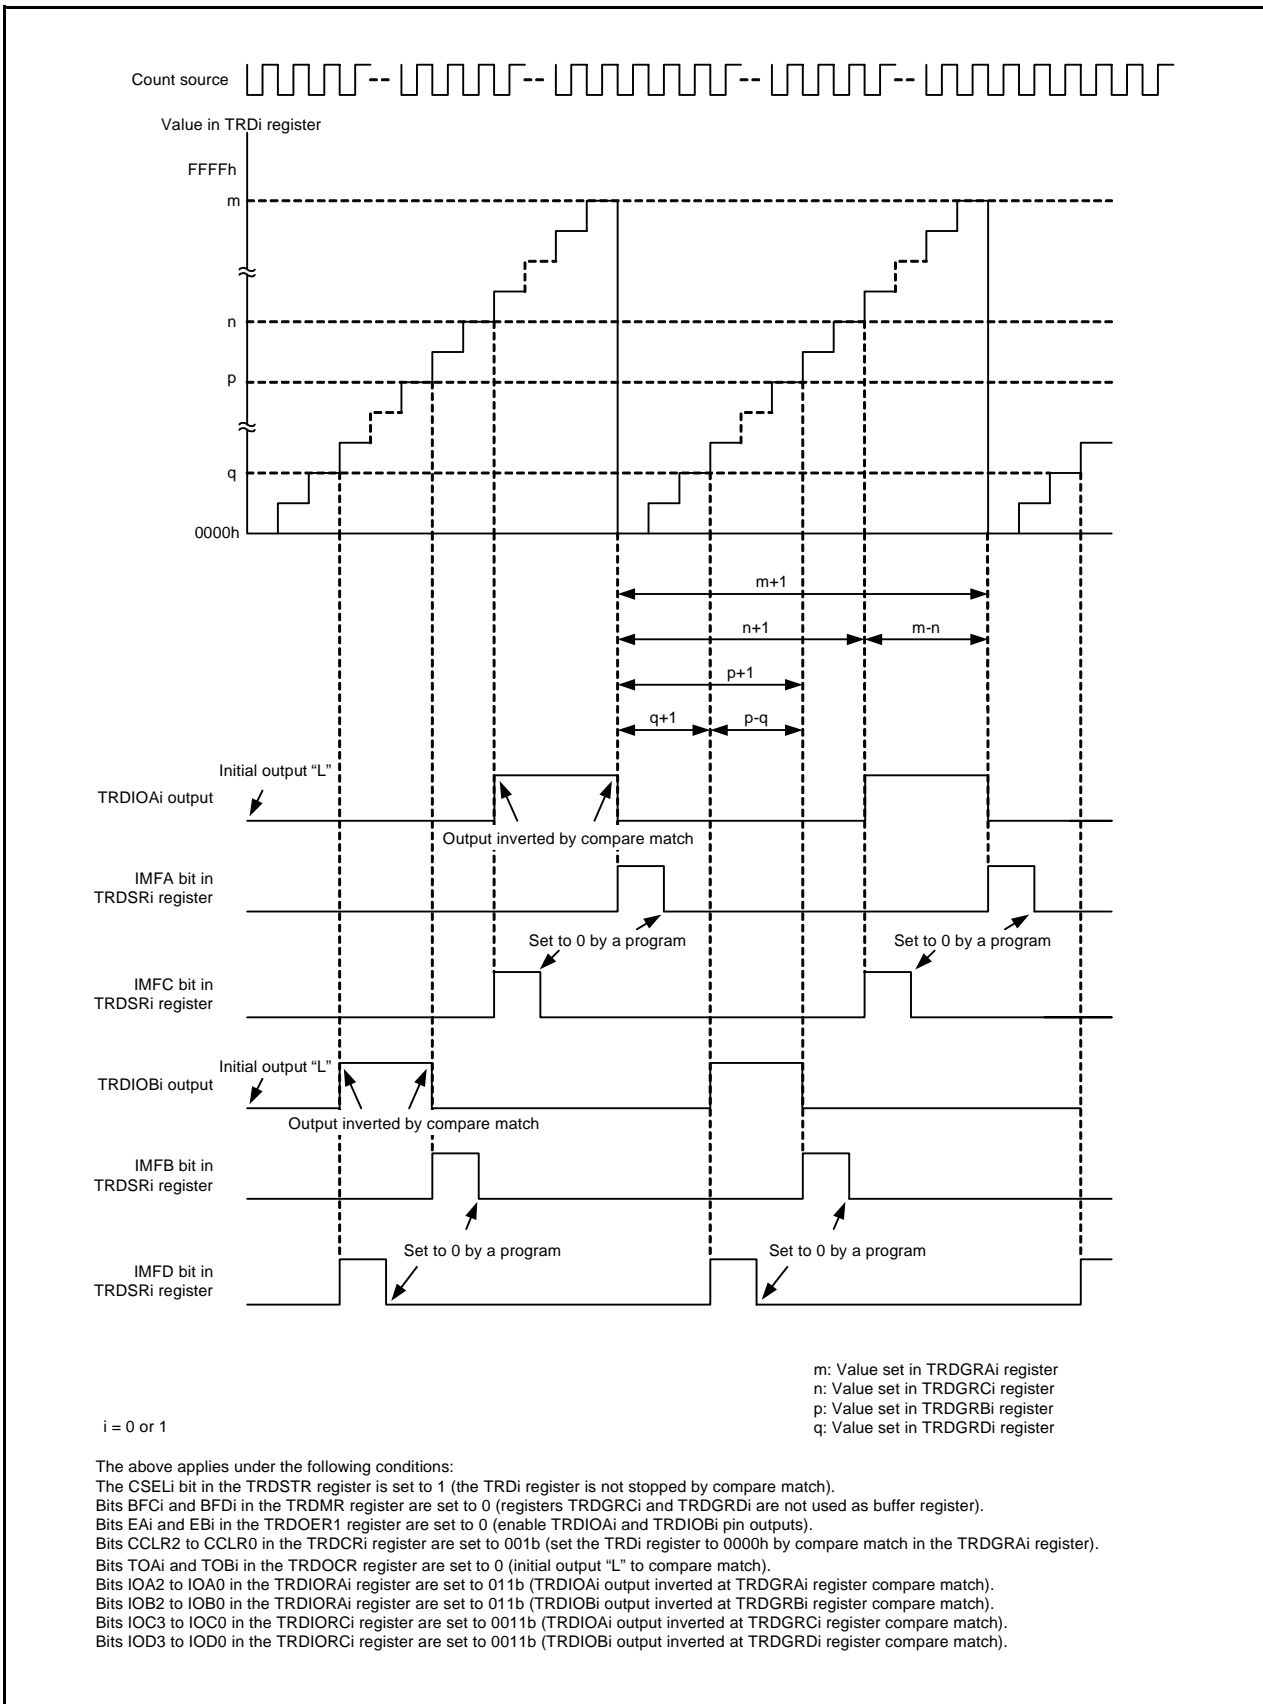 Count source
Value in TRDi register
FFFFh
m
n
p
q
0000h
m+1
n+1
m-n
p+1
q+1
p-q
Initial output “L”
TRDIOAi output
Output inverted by compare match
IMFA bit in
TRDSRi register
Set to 0 by a program
Set to 0 by a program
IMFC bit in
TRDSRi register
Initial output “L”
TRDIOBi output
Output inverted by compare match
IMFB bit in
TRDSRi register
Set to 0 by a program
Set to 0 by a program
IMFD bit in
TRDSRi register
m: Value set in TRDGRAi register
n: Value set in TRDGRCi register
p: Value set in TRDGRBi register
q: Value set in TRDGRDi register
i = 0 or 1
The above applies under the following conditions:
The CSELi bit in the TRDSTR register is set to 1 (the TRDi register is not stopped by compare match).
Bits BFCi and BFDi in the TRDMR register are set to 0 (registers TRDGRCi and TRDGRDi are not used as buffer register).
Bits EAi and EBi in the TRDOER1 register are set to 0 (enable TRDIOAi and TRDIOBi pin outputs).
Bits CCLR2 to CCLR0 in the TRDCRi register are set to 001b (set the TRDi register to 0000h by compare match in the TRDGRAi register).
Bits TOAi and TOBi in the TRDOCR register are set to 0 (initial output “L” to compare match).
Bits IOA2 to IOA0 in the TRDIORAi register are set to 011b (TRDIOAi output inverted at TRDGRAi register compare match).
Bits IOB2 to IOB0 in the TRDIORAi register are set to 011b (TRDIOBi output inverted at TRDGRBi register compare match).
Bits IOC3 to IOC0 in the TRDIORCi register are set to 0011b (TRDIOAi output inverted at TRDGRCi register compare match).
Bits IOD3 to IOD0 in the TRDIORCi register are set to 0011b (TRDIOBi output inverted at TRDGRDi register compare match).